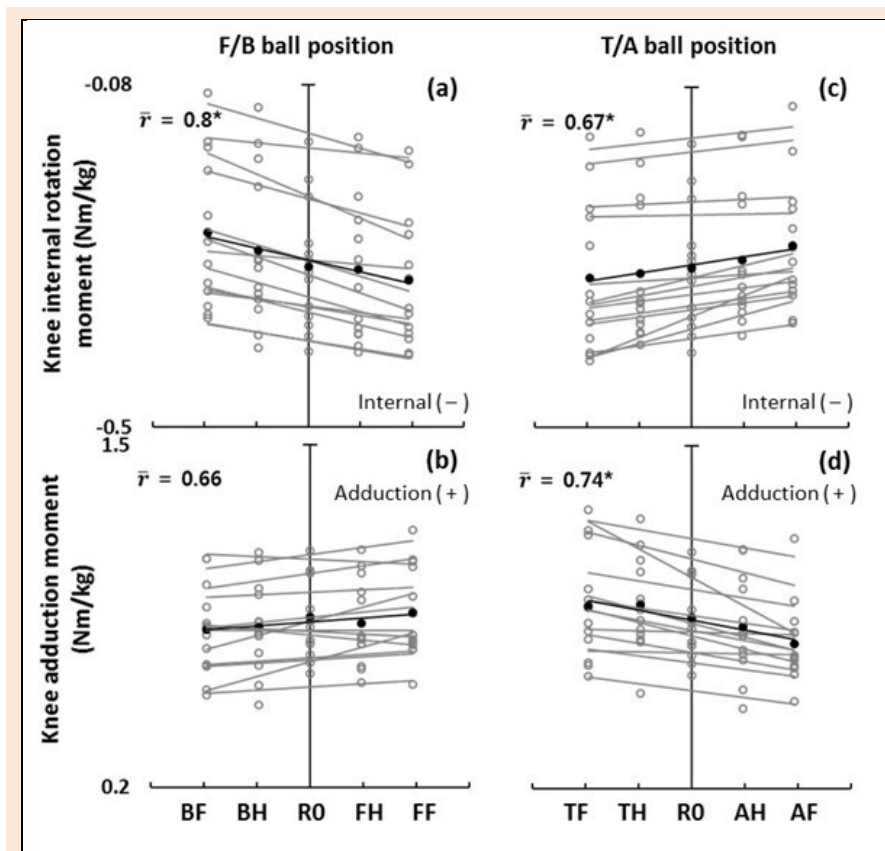 F/B ball position
T/A ball position
-0.08
(a)
(c)
r̄ = 0.8*
r̄ = 0.67*
Knee internal rotation
moment (Nm/kg)
Internal (−)
Internal (−)
-0.5
1.5
(b)
(d)
r̄ = 0.66
r̄ = 0.74*
Adduction (+)
Adduction (+)
Knee adduction moment
(Nm/kg)
0.2
BF BH R0 FH FF
TF TH R0 AH AF